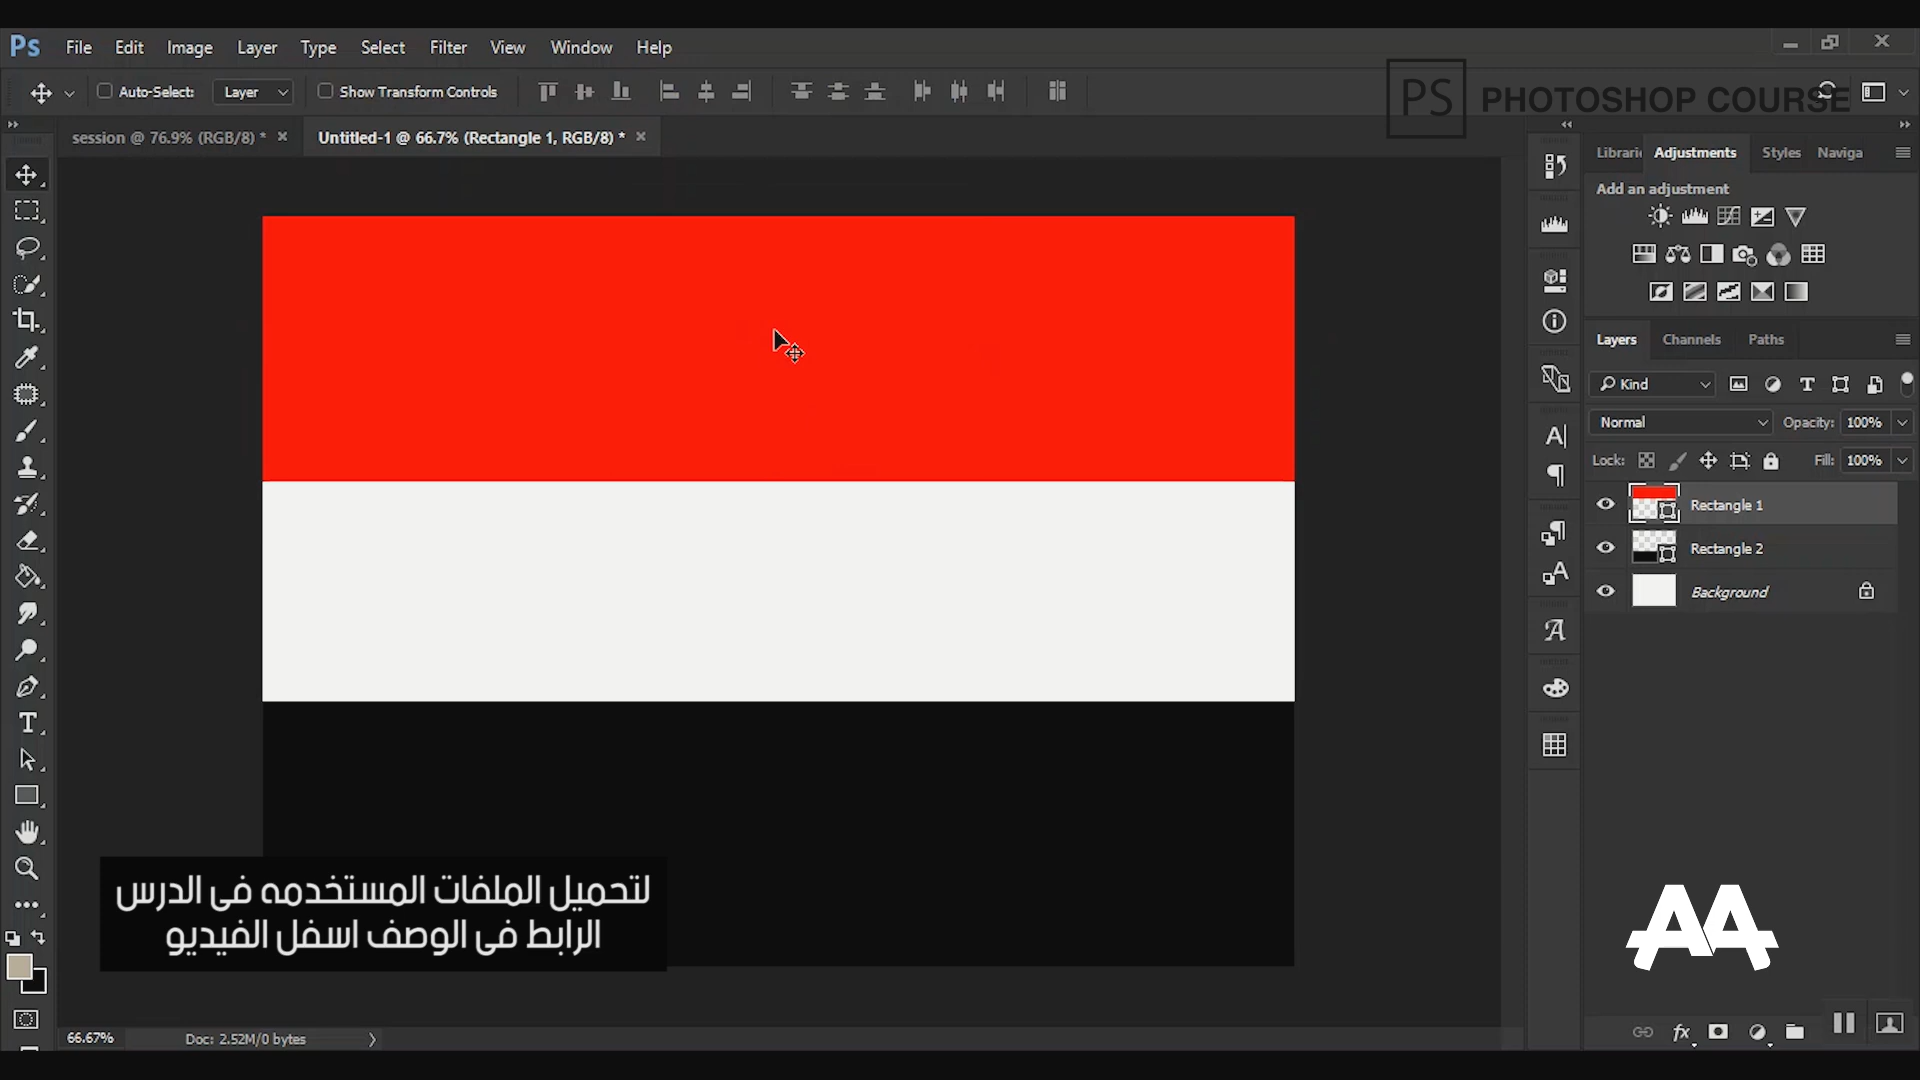 Ps File Edit Image Layer Type Select Filter View Window Help
Auto-Select: Layer Show Transform Controls
PS PHOTOSHOP COURSE
session @ 76.9% (RGB/8) * Untitled-1 @ 66.7% (Rectangle 1, RGB/8) *
Librari Adjustments Styles Naviga
Add an adjustment
Layers Channels Paths
Kind
Normal Opacity: 100%
Lock: Fill: 100%
Rectangle 1
Rectangle 2
Background
لتحميل الملفات المستخدمه فى الدرس
الرابط فى الوصف اسفل الفيديو
AA
66.67% Doc: 2.52M/0 bytes
fx